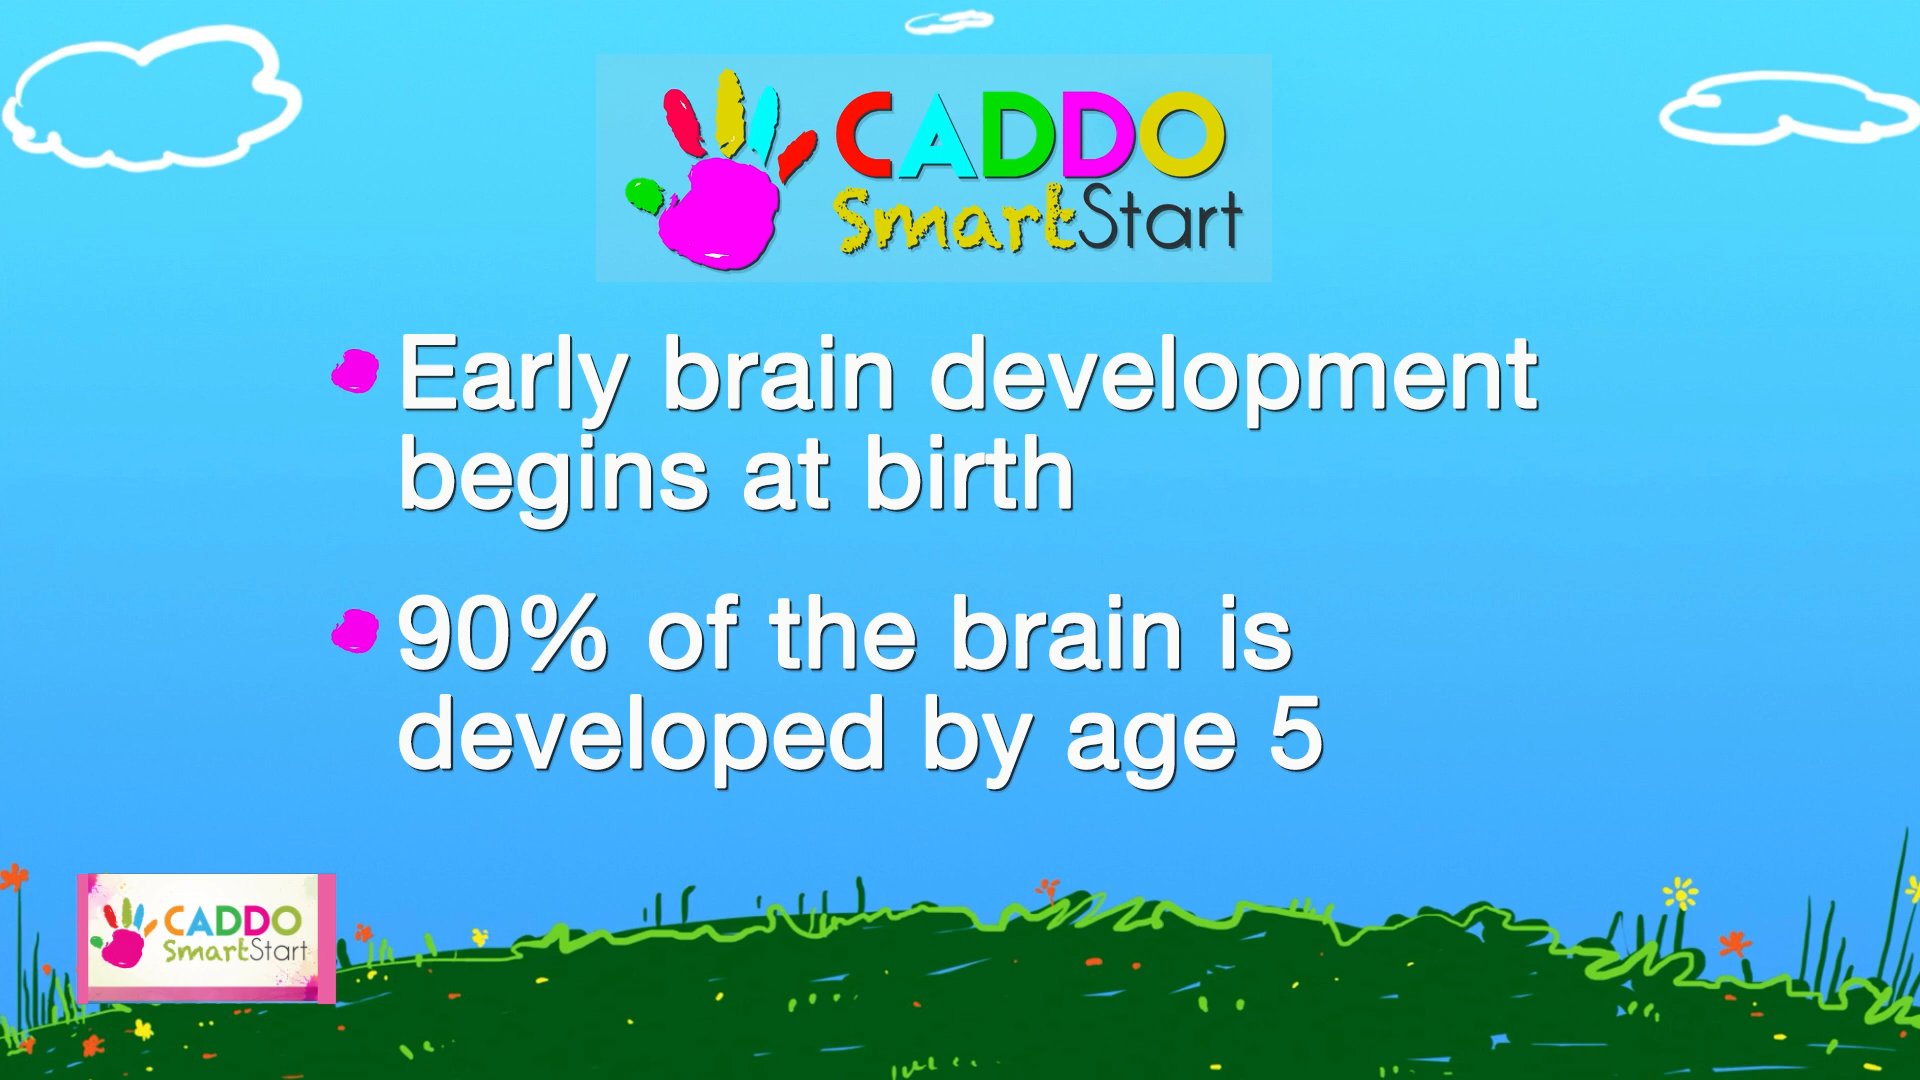 CADDO
SmartStart
Early brain development
begins at birth
90% of the brain is
developed by age 5
CADDO
SmartStart